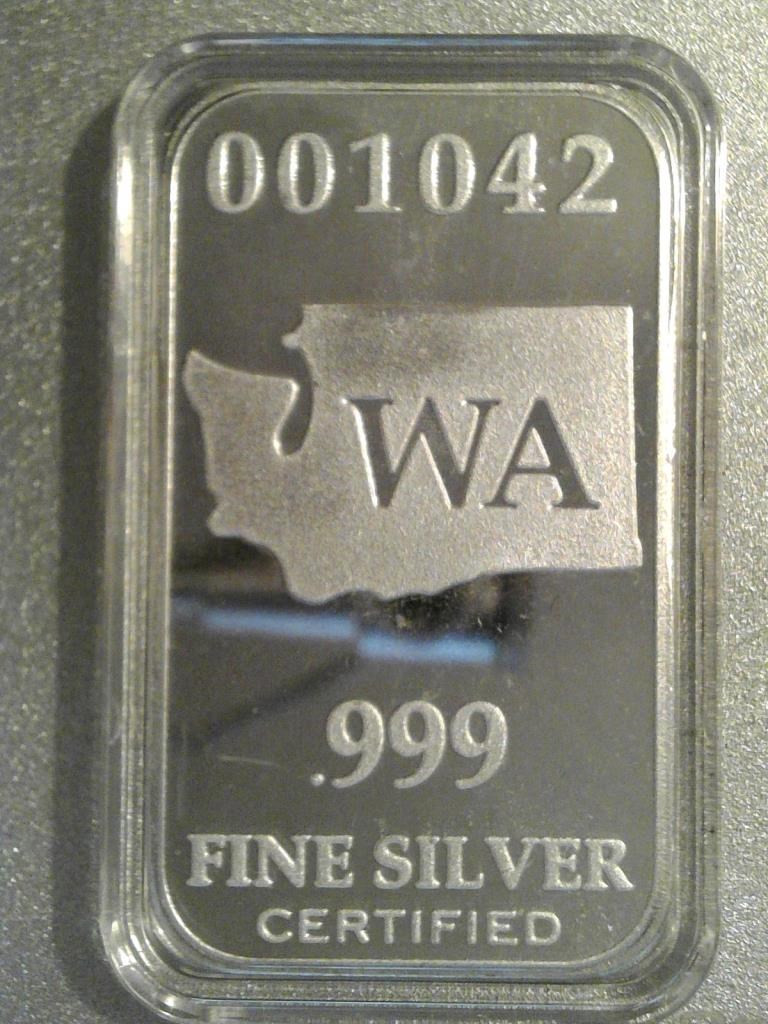 001042
WA
.999
FINE SILVER
CERTIFIED